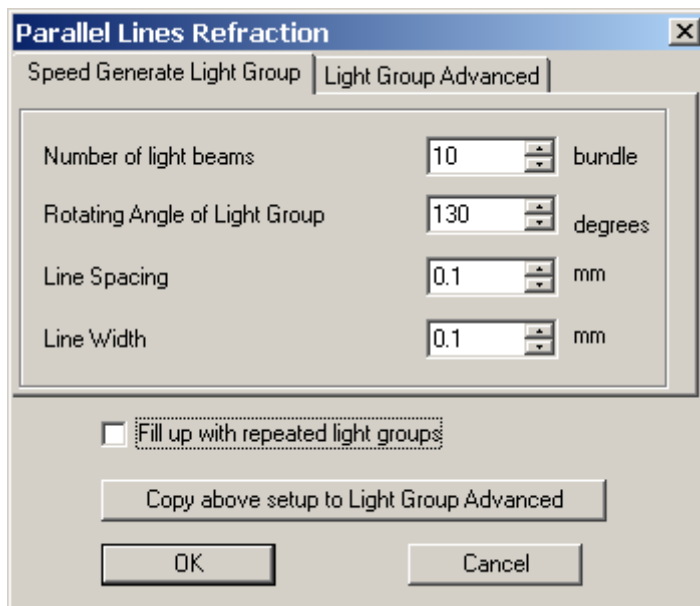 Parallel Lines Refraction
Speed Generate Light Group Light Group Advanced
Number of light beams 10 bundle
Rotating Angle of Light Group 130 degrees
Line Spacing 0.1 mm
Line Width 0.1 mm
Fill up with repeated light groups
Copy above setup to Light Group Advanced
OK Cancel